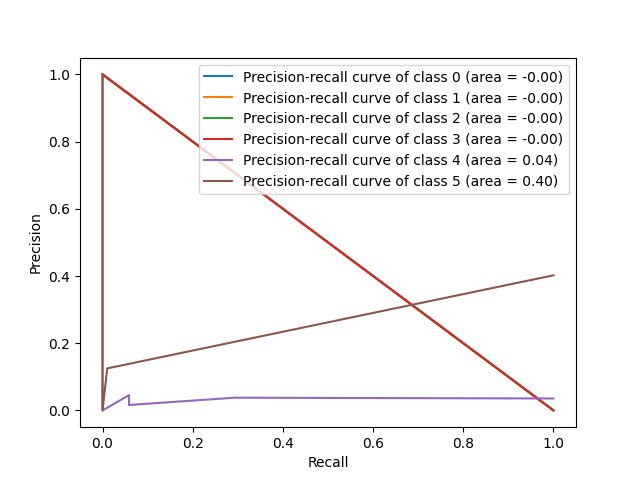 Precision-recall curve of class 0 (area = -0.00)
Precision-recall curve of class 1 (area = -0.00)
Precision-recall curve of class 2 (area = -0.00)
Precision-recall curve of class 3 (area = -0.00)
Precision-recall curve of class 4 (area = 0.04)
Precision-recall curve of class 5 (area = 0.40)
Precision
1.0
0.8
0.6
0.4
0.2
0.0
0.0 0.2 0.4 0.6 0.8 1.0
Recall